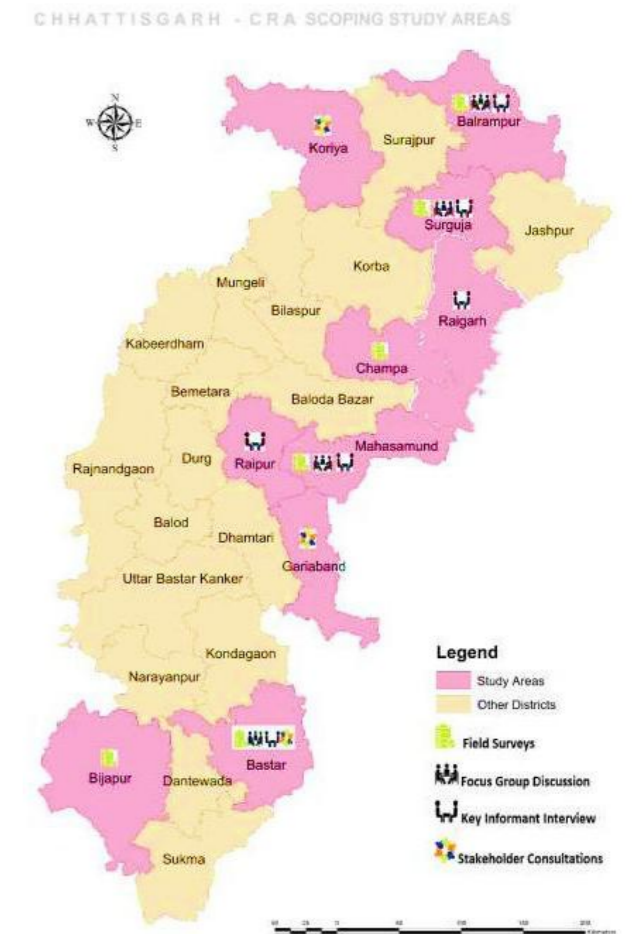 CHHATTISGARH - CRA SCOPING STUDY AREAS
N
W
E
S
Balrampur
Koriya
Surajpur
Surguja
Jashpur
Korba
Mungeli
Bilaspur
Raigarh
Kabeerdham
Champa
Bemetara
Baloda Bazar
Mahasamund
Raipur
Durg
Rajnandgaon
Balod
Dhamtari
Gariaband
Uttar Bastar Kanker
Kondagaon
Narayanpur
Bastar
Bijapur
Dantewada
Sukma
Legend
Study Areas
Other Districts
Field Surveys
Focus Group Discussion
Key Informant Interview
Stakeholder Consultations